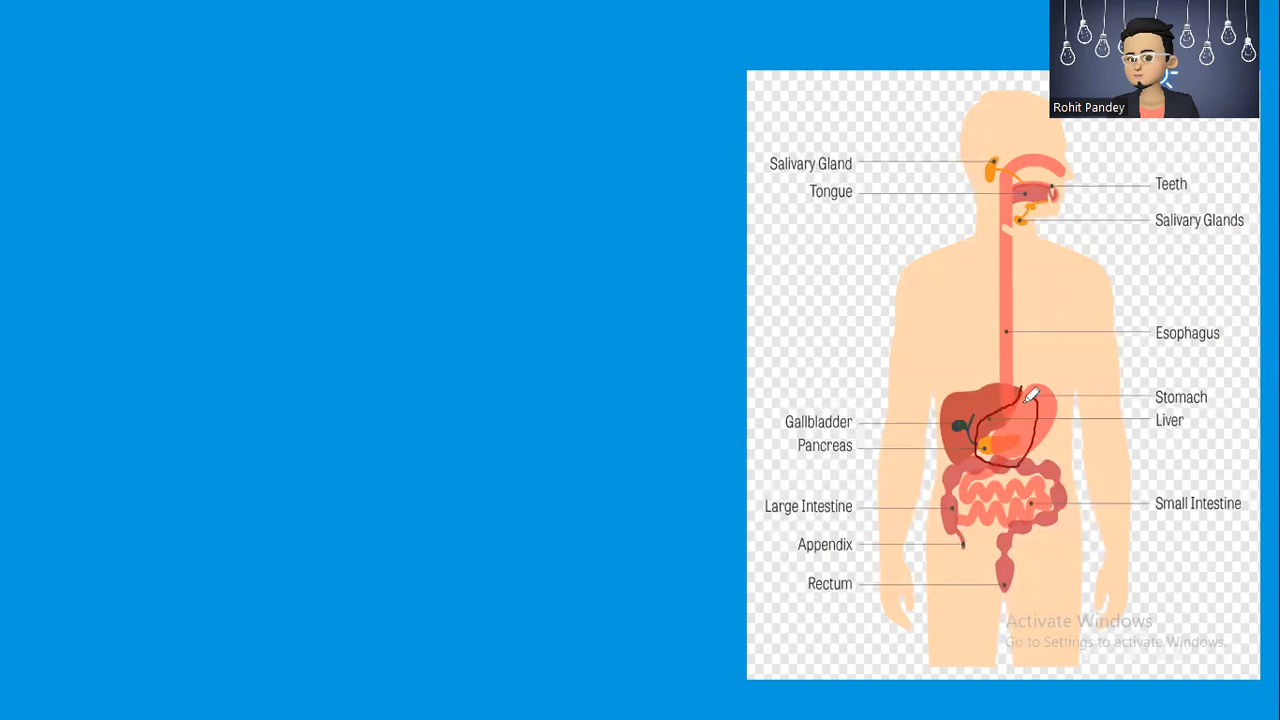 Rohit Pandey
Salivary Gland
Tongue
Teeth
Salivary Glands
Esophagus
Stomach
Liver
Gallbladder
Pancreas
Large Intestine
Small Intestine
Appendix
Rectum
Activate Windows
Go to Settings to activate Windows.